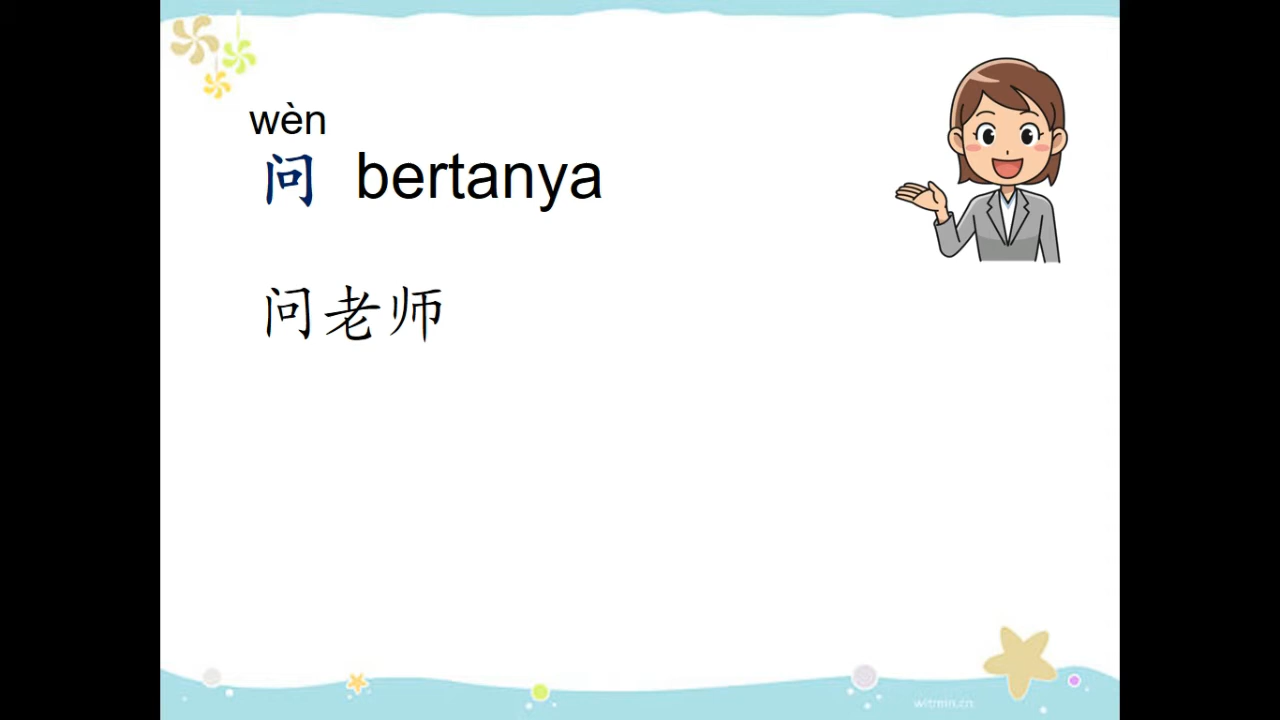 wèn
问 bertanya
问老师
witmin.cn